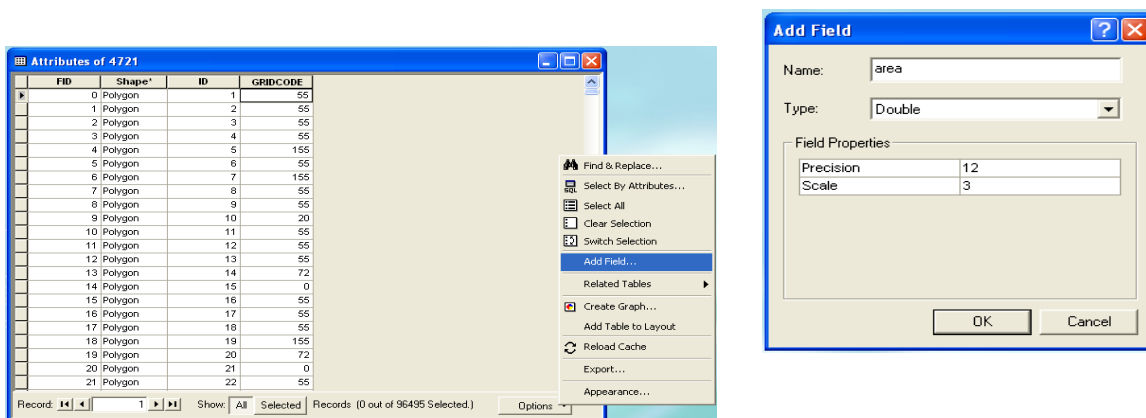 Attributes of 4721
FID Shape* ID GRIDCODE
0 Polygon 1 55
1 Polygon 2 55
2 Polygon 3 55
3 Polygon 4 55
4 Polygon 5 155
5 Polygon 6 55
6 Polygon 7 155
7 Polygon 8 55
8 Polygon 9 55
9 Polygon 10 20
10 Polygon 11 55
11 Polygon 12 55
12 Polygon 13 55
13 Polygon 14 72
14 Polygon 15 0
15 Polygon 16 55
16 Polygon 17 55
17 Polygon 18 55
18 Polygon 19 155
19 Polygon 20 72
20 Polygon 21 0
21 Polygon 22 55
Record: 1 Show: All Selected Records (0 out of 96495 Selected.) Options
Find & Replace...
SQL Select By Attributes...
Select All
Clear Selection
Switch Selection
Add Field...
Related Tables
Create Graph...
Add Table to Layout
Reload Cache
Export...
Appearance...
Add Field
Name: area
Type: Double
Field Properties
Precision 12
Scale 3
OK Cancel